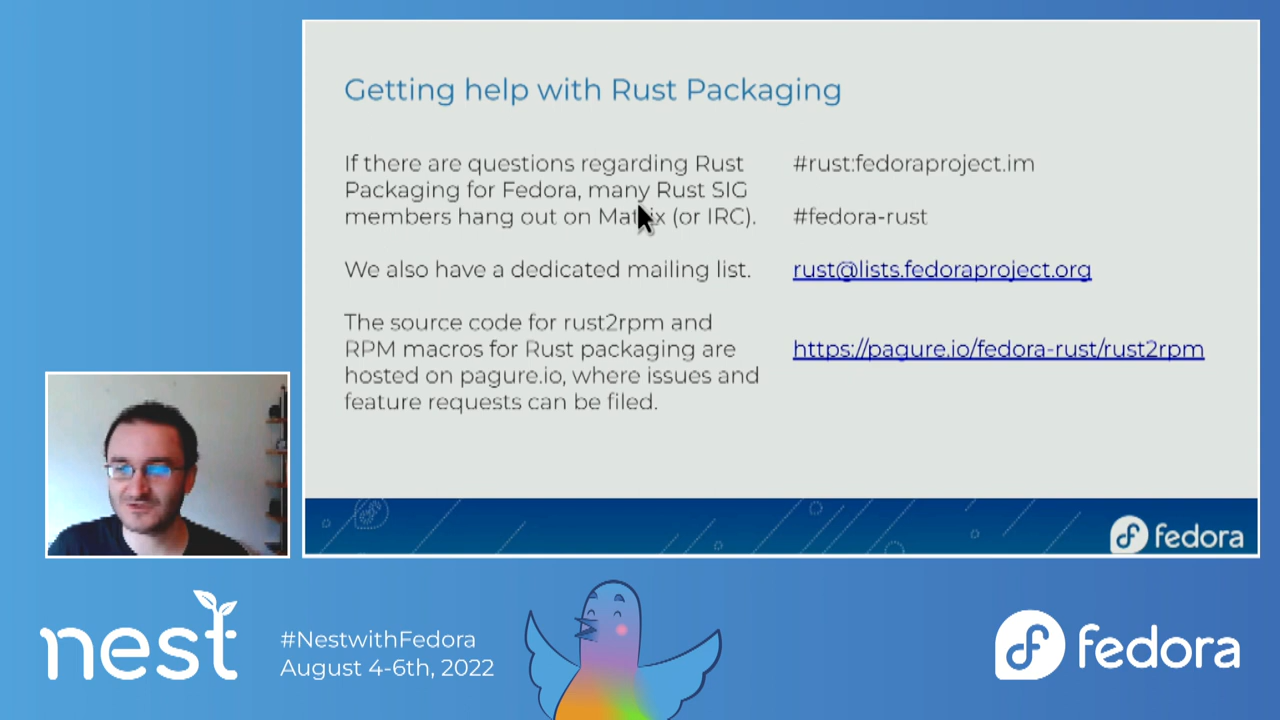 Getting help with Rust Packaging
If there are questions regarding Rust
Packaging for Fedora, many Rust SIG
members hang out on Matrix (or IRC).
#rust:fedoraproject.im
#fedora-rust
We also have a dedicated mailing list.
rust@lists.fedoraproject.org
The source code for rust2rpm and
RPM macros for Rust packaging are
hosted on pagure.io, where issues and
feature requests can be filed.
https://pagure.io/fedora-rust/rust2rpm
fedora
nest
#NestwithFedora
August 4-6th, 2022
fedora